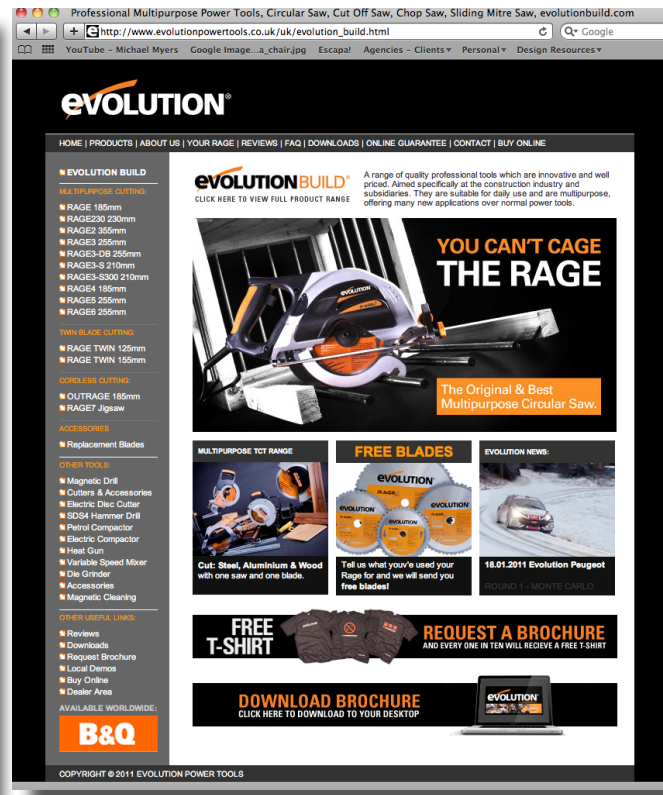 Professional Multipurpose Power Tools, Circular Saw, Cut Off Saw, Chop Saw, Sliding Mitre Saw, evolutionbuild.com
http://www.evolutionpowertools.co.uk/uk/evolution_build.html
Google
YouTube – Michael Myers Google Image...a_chair.jpg Escapa! Agencies – Clients Personal Design Resources
eVOLUTION®
HOME | PRODUCTS | ABOUT US | YOUR RAGE | REVIEWS | FAQ | DOWNLOADS | ONLINE GUARANTEE | CONTACT | BUY ONLINE
EVOLUTION BUILD
MULTIPURPOSE CUTTING:
RAGE 185mm
RAGE230 230mm
RAGE2 355mm
RAGE3 255mm
RAGE3-DB 255mm
RAGE3-S 210mm
RAGE3-S300 210mm
RAGE4 185mm
RAGE5 255mm
RAGE6 255mm
TWIN BLADE CUTTING:
RAGE TWIN 125mm
RAGE TWIN 155mm
CORDLESS CUTTING:
OUTRAGE 185mm
RAGE7 Jigsaw
ACCESSORIES
Replacement Blades
OTHER TOOLS:
Magnetic Drill
Cutters & Accessories
Electric Disc Cutter
SDS4 Hammer Drill
Petrol Compactor
Electric Compactor
Heat Gun
Variable Speed Mixer
Die Grinder
Accessories
Magnetic Cleaning
OTHER USEFUL LINKS:
Reviews
Downloads
Request Brochure
Local Demos
Buy Online
Dealer Area
AVAILABLE WORLDWIDE:
B&Q
eVOLUTION BUILD®
CLICK HERE TO VIEW FULL PRODUCT RANGE
A range of quality professional tools which are innovative and well
priced. Aimed specifically at the construction industry and
subsidiaries. They are suitable for daily use and are multipurpose,
offering many new applications over normal power tools.
YOU CAN'T CAGE
THE RAGE
eVOLUTION
The Original & Best
Multipurpose Circular Saw.
MULTIPURPOSE TCT RANGE
Cut: Steel, Aluminium & Wood
with one saw and one blade.
FREE BLADES
eVOLUTION
RAGE
eVOLUTION
eVOLUTION
eVOLUTION
Tell us what youv'e used your
Rage for and we will send you
free blades!
EVOLUTION NEWS:
18.01.2011 Evolution Peugeot
ROUND 1 - MONTE CARLO
FREE
T-SHIRT
REQUEST A BROCHURE
AND EVERY ONE IN TEN WILL RECIEVE A FREE T-SHIRT
DOWNLOAD BROCHURE
CLICK HERE TO DOWNLOAD TO YOUR DESKTOP
eVOLUTION
COPYRIGHT © 2011 EVOLUTION POWER TOOLS